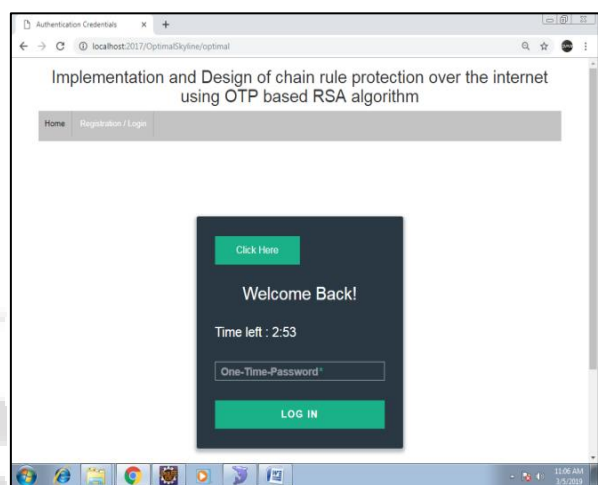 Authentication Credentials
localhost:2017/OptimalSkyline/optimal
Implementation and Design of chain rule protection over the internet
using OTP based RSA algorithm
Home Registration / Login
Click Here
Welcome Back!
Time left : 2:53
One-Time-Password*
LOG IN
11:06 AM
3/5/2019